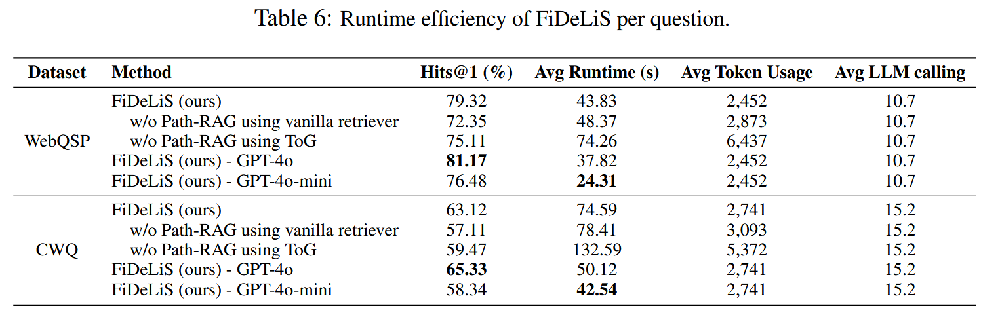 Table 6: Runtime efficiency of FiDeLiS per question.
Dataset Method Hits@1 (%) Avg Runtime (s) Avg Token Usage Avg LLM calling
FiDeLiS (ours) 79.32 43.83 2,452 10.7
w/o Path-RAG using vanilla retriever 72.35 48.37 2,873 10.7
WebQSP w/o Path-RAG using ToG 75.11 74.26 6,437 10.7
FiDeLiS (ours) - GPT-4o 81.17 37.82 2,452 10.7
FiDeLiS (ours) - GPT-4o-mini 76.48 24.31 2,452 10.7
FiDeLiS (ours) 63.12 74.59 2,741 15.2
w/o Path-RAG using vanilla retriever 57.11 78.41 3,093 15.2
CWQ w/o Path-RAG using ToG 59.47 132.59 5,372 15.2
FiDeLiS (ours) - GPT-4o 65.33 50.12 2,741 15.2
FiDeLiS (ours) - GPT-4o-mini 58.34 42.54 2,741 15.2